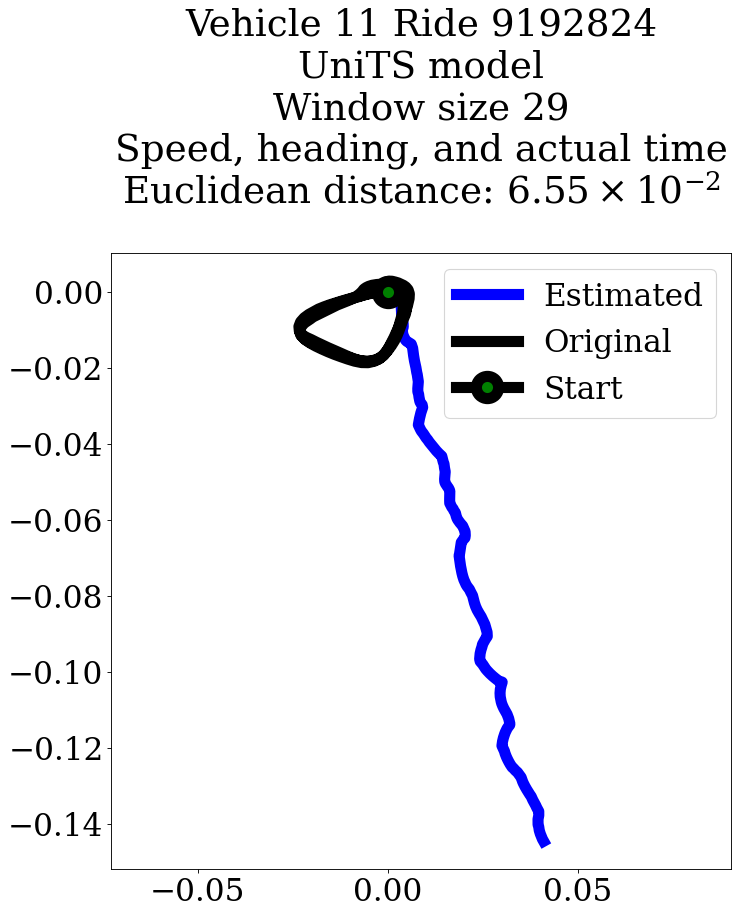 Vehicle 11 Ride 9192824
UniTS model
Window size 29
Speed, heading, and actual time
Euclidean distance: 6.55 × 10⁻²
Estimated
Original
Start
0.00
−0.02
−0.04
−0.06
−0.08
−0.10
−0.12
−0.14
−0.05
0.00
0.05